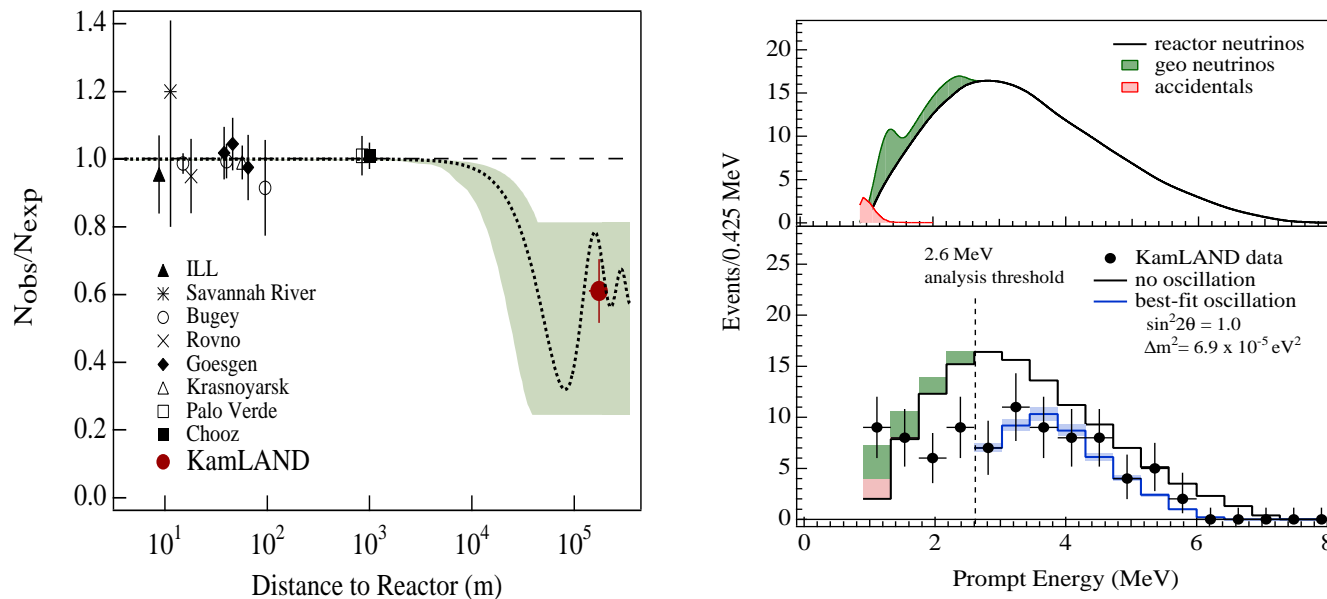 1.4
1.2
1.0
0.8
0.6
0.4
0.2
0.0
Nobs/Nexp
ILL
Savannah River
Bugey
Rovno
Goesgen
Krasnoyarsk
Palo Verde
Chooz
KamLAND
10¹ 10² 10³ 10⁴ 10⁵
Distance to Reactor (m)
20
15
10
5
0
reactor neutrinos
geo neutrinos
accidentals
Events/0.425 MeV
25
20
15
10
5
0
2.6 MeV
analysis threshold
KamLAND data
no oscillation
best-fit oscillation
sin²2θ = 1.0
Δm²= 6.9 x 10⁻⁵ eV²
0 2 4 6 8
Prompt Energy (MeV)